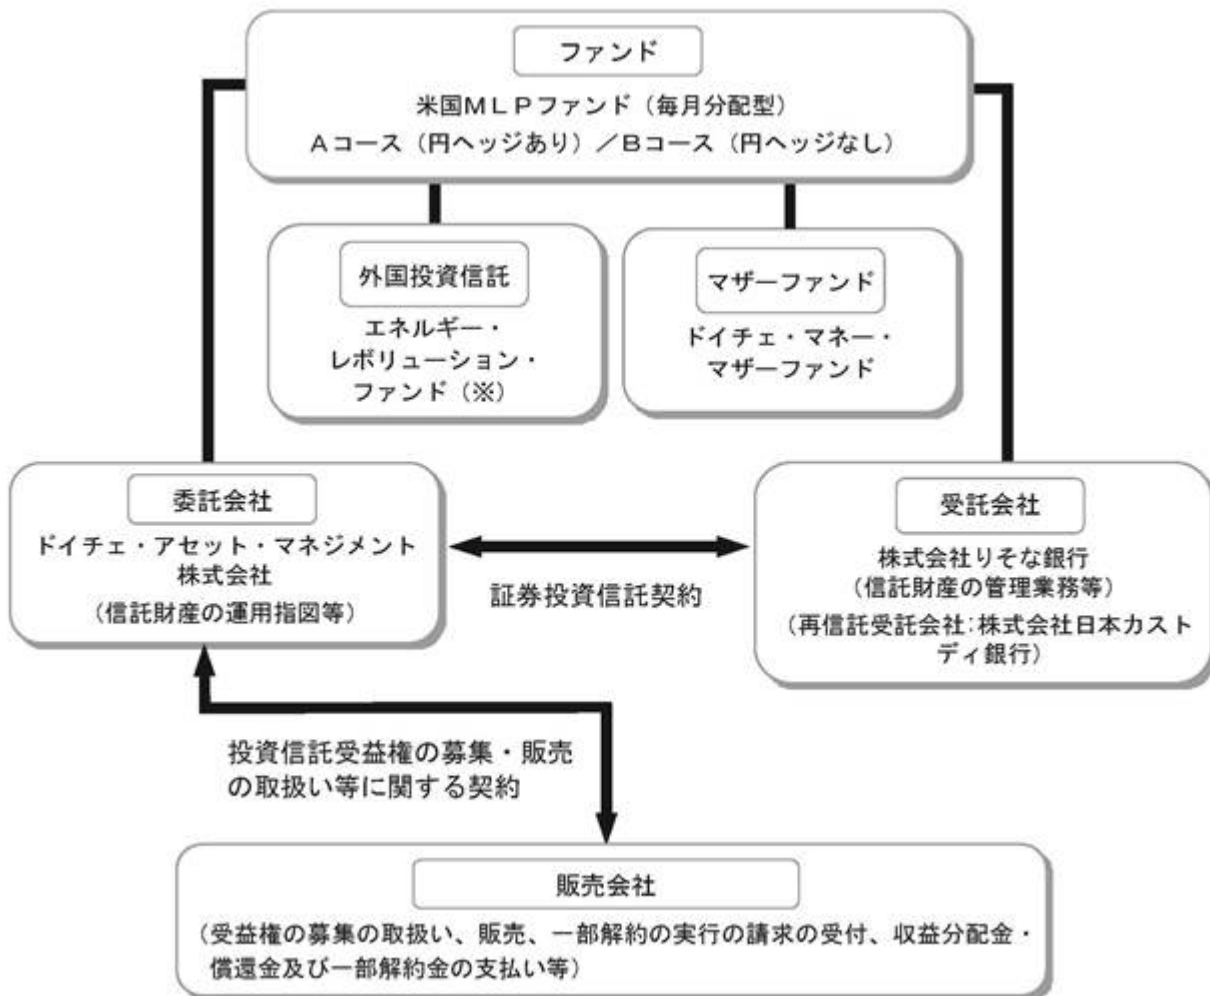 ファンド
米国MLPファンド(毎月分配型)
Aコース(円ヘッジあり)/Bコース(円ヘッジなし)
外国投資信託
エネルギー・
レボリューション・
ファンド(※)
マザーファンド
ドイチェ・マネー・
マザーファンド
委託会社
ドイチェ・アセット・マネジメント
株式会社
(信託財産の運用指図等)
証券投資信託契約
受託会社
株式会社りそな銀行
(信託財産の管理業務等)
(再信託受託会社:株式会社日本カスト
ディ銀行)
投資信託受益権の募集・販売
の取扱い等に関する契約
販売会社
(受益権の募集の取扱い、販売、一部解約の実行の請求の受付、収益分配金・
償還金及び一部解約金の支払い等)